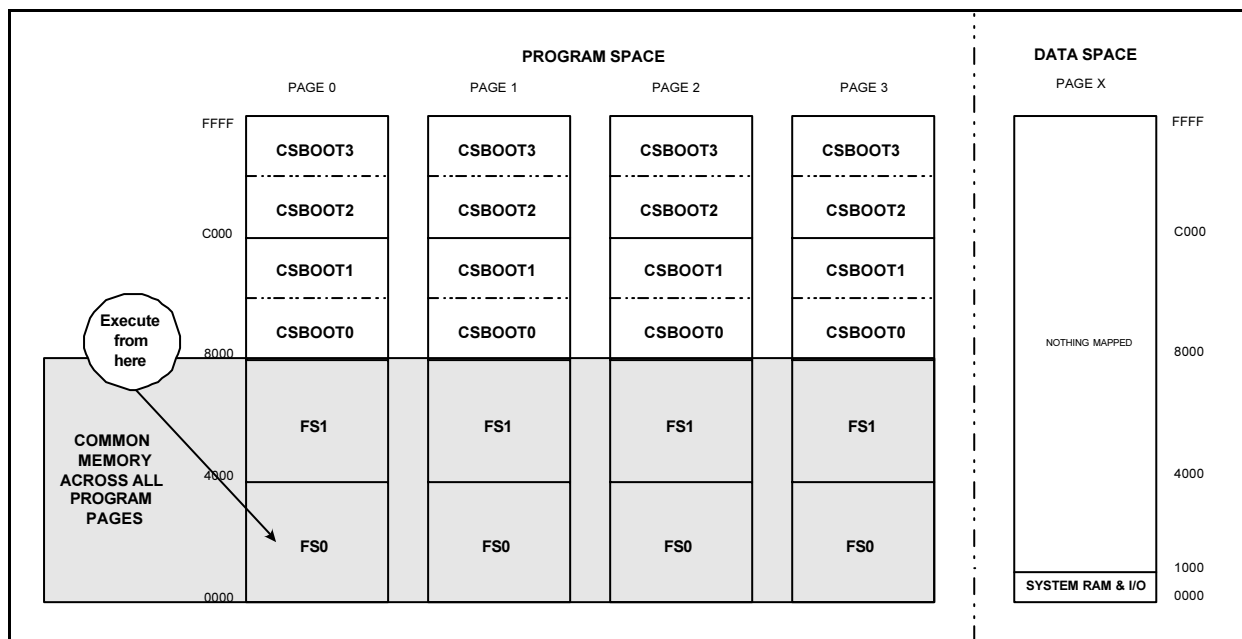 PROGRAM SPACE
DATA SPACE
PAGE 0
PAGE 1
PAGE 2
PAGE 3
PAGE X
FFFF
FFFF
CSBOOT3
CSBOOT3
CSBOOT3
CSBOOT3
CSBOOT2
CSBOOT2
CSBOOT2
CSBOOT2
C000
C000
CSBOOT1
CSBOOT1
CSBOOT1
CSBOOT1
Execute
from
here
CSBOOT0
CSBOOT0
CSBOOT0
CSBOOT0
NOTHING MAPPED
8000
8000
COMMON
MEMORY
ACROSS ALL
PROGRAM
PAGES
FS1
FS1
FS1
FS1
4000
4000
FS0
FS0
FS0
FS0
1000
SYSTEM RAM & I/O
0000
0000